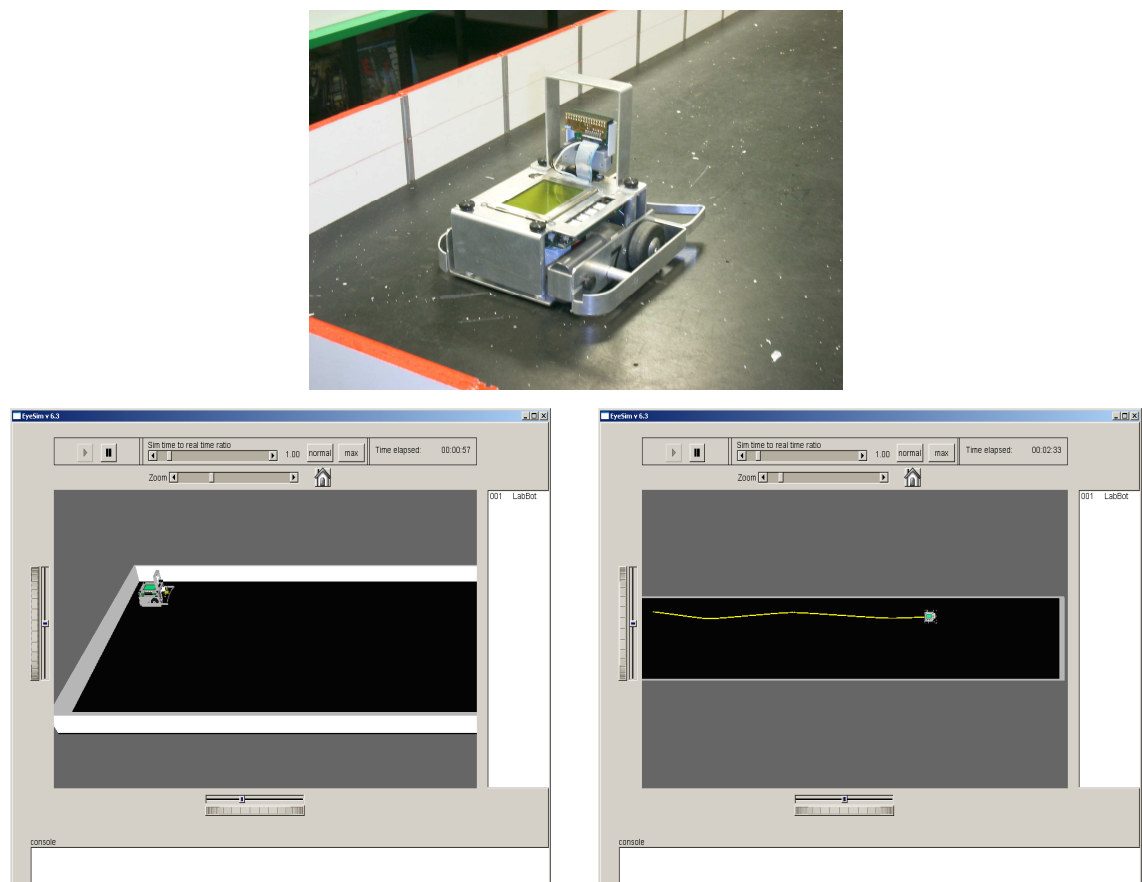 EyeSim v 6.3
Sim time to real time ratio
1.00 normal max Time elapsed: 00:00:57
Zoom
001 LabBot
console
EyeSim v 6.3
Sim time to real time ratio
1.00 normal max Time elapsed: 00:02:33
Zoom
001 LabBot
console